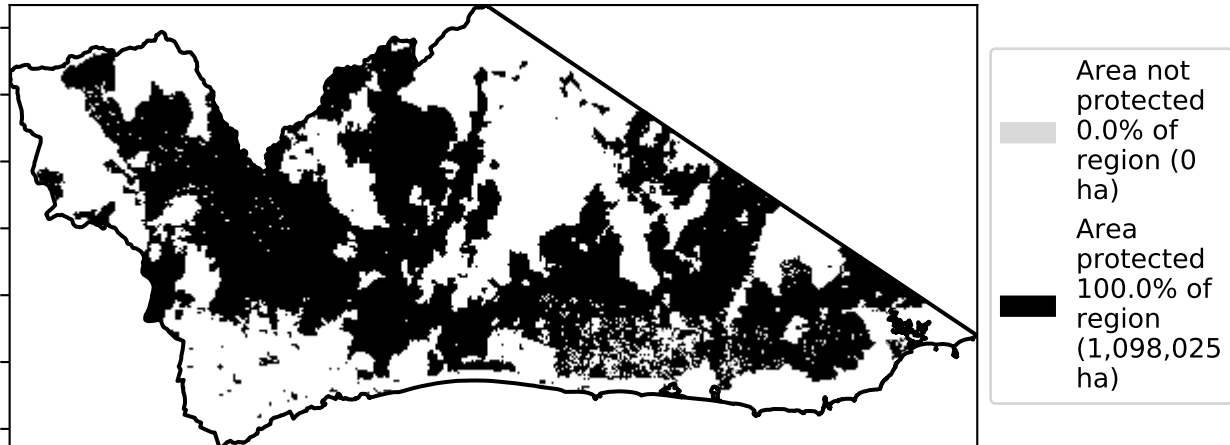 Area not
protected
0.0% of
region (0
ha)
Area
protected
100.0% of
region
(1,098,025
ha)